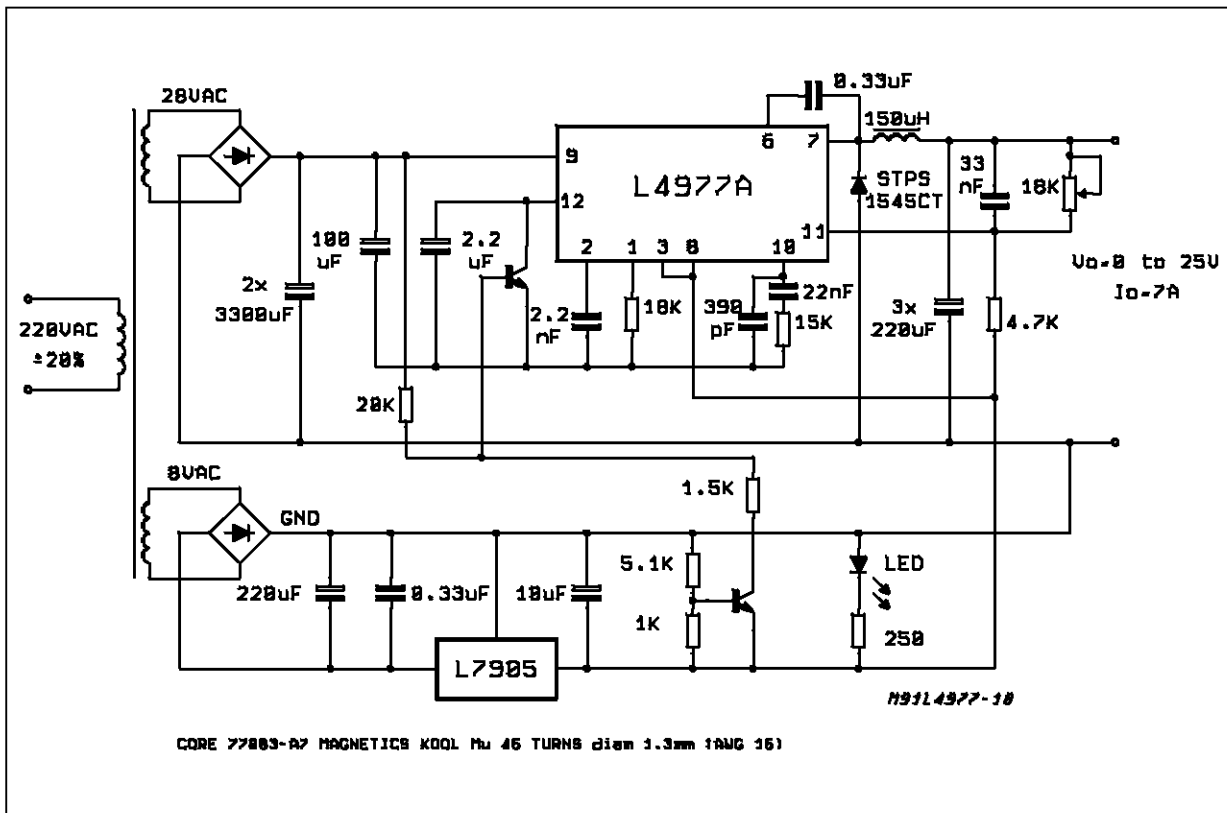 28VAC
0.33uF
150uH
6
7
9
L4977A
33
nF
18K
STPS
1545CT
12
11
2
1
3
8
10
100
uF
2.2
uF
Vo=0 to 25V
Io=7A
2x
3300uF
2.2
nF
18K
390
pF
22nF
15K
3x
220uF
4.7K
220VAC
±20%
20K
8VAC
GND
1.5K
5.1K
LED
220uF
0.33uF
10uF
1K
250
L7905
M91L4977-10
CORE 77083-A7 MAGNETICS KOOL Mu 46 TURNS diam 1.3mm (AWG 16)